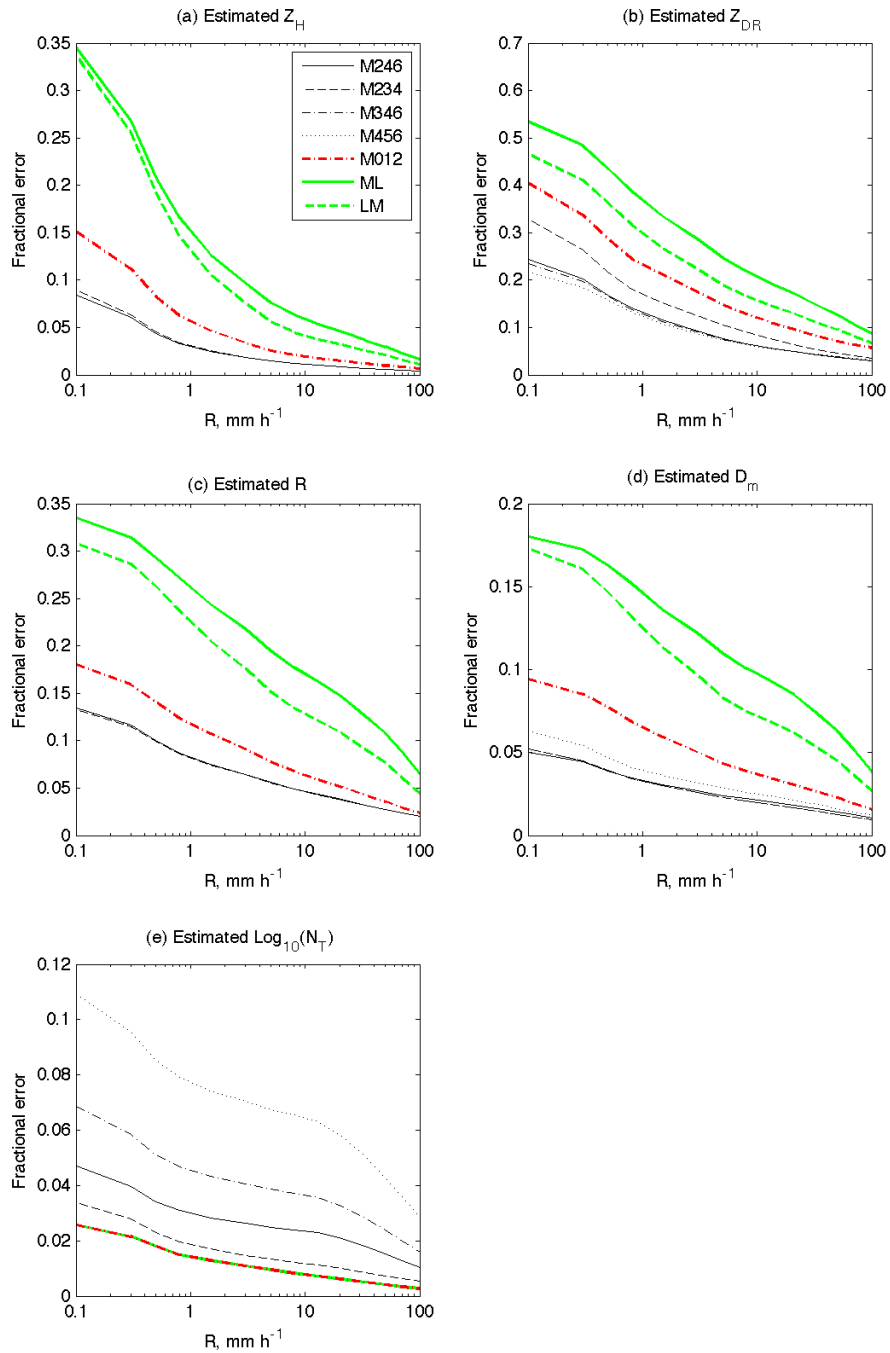 (a) Estimated Z_H
Fractional error
0.35
0.3
0.25
0.2
0.15
0.1
0.05
0
0.1 1 10 100
R, mm h^-1
M246
M234
M346
M456
M012
ML
LM
(b) Estimated Z_DR
Fractional error
0.7
0.6
0.5
0.4
0.3
0.2
0.1
0
0.1 1 10 100
R, mm h^-1
(c) Estimated R
Fractional error
0.35
0.3
0.25
0.2
0.15
0.1
0.05
0
0.1 1 10 100
R, mm h^-1
(d) Estimated D_m
Fractional error
0.2
0.15
0.1
0.05
0
0.1 1 10 100
R, mm h^-1
(e) Estimated Log_10(N_T)
Fractional error
0.12
0.1
0.08
0.06
0.04
0.02
0
0.1 1 10 100
R, mm h^-1